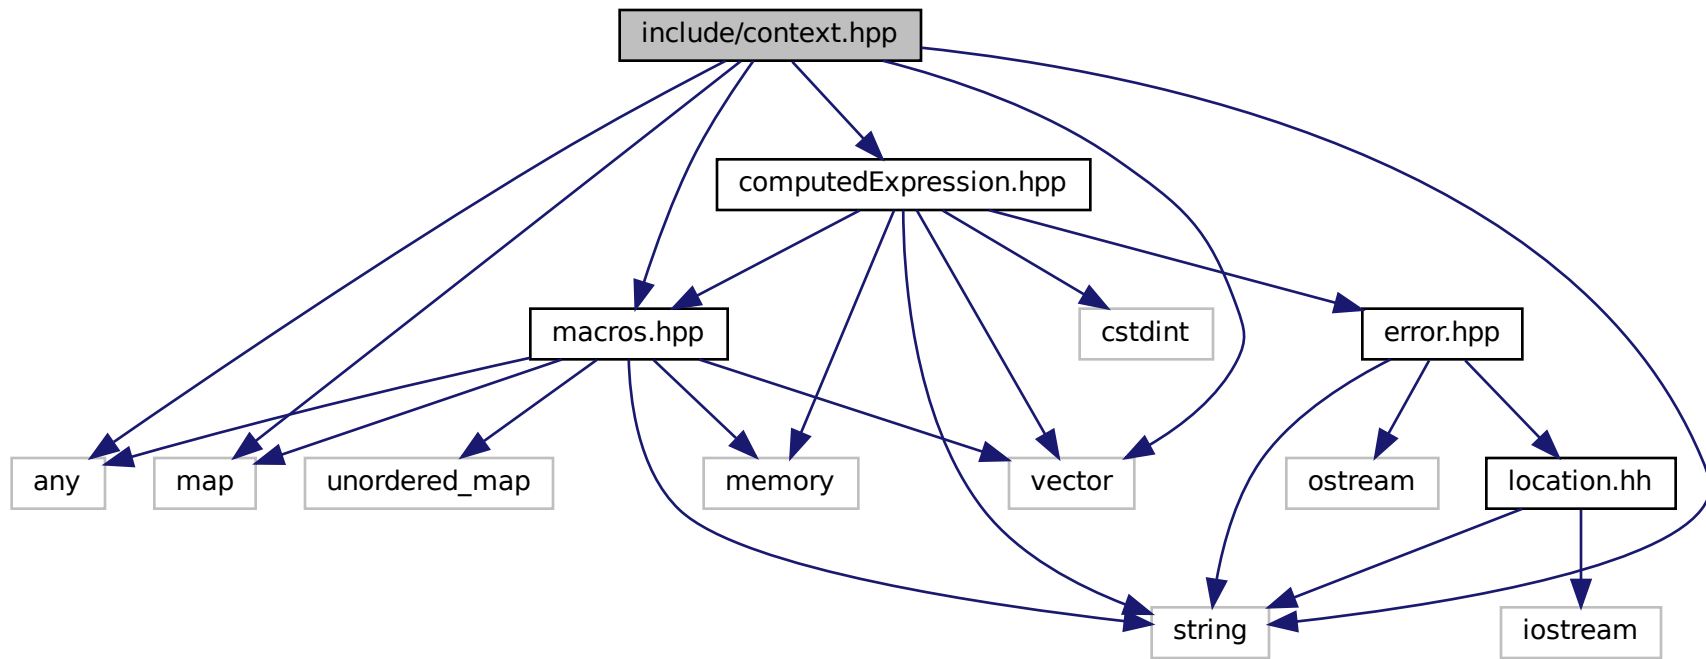 include/context.hpp
computedExpression.hpp
macros.hpp
cstdint
error.hpp
any
map
unordered_map
memory
vector
ostream
location.hh
string
iostream